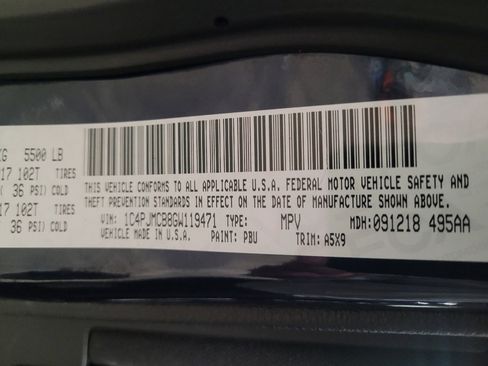 KG 5500 LB
17 102T TIRES
( 36 PSI) COLD
17 102T TIRES
36 PSI) COLD
THIS VEHICLE CONFORMS TO ALL APPLICABLE U.S.A. FEDERAL MOTOR VEHICLE SAFETY AND
THEFT PREVENTION STANDARDS IN EFFECT ON THE DATE OF MANUFACTURE SHOWN ABOVE.
VIN: 1C4PJMCB8GW119471 TYPE: MPV MDH: 091218 495AA
VEHICLE MADE IN U.S.A. PAINT: PBU TRIM: A5X9